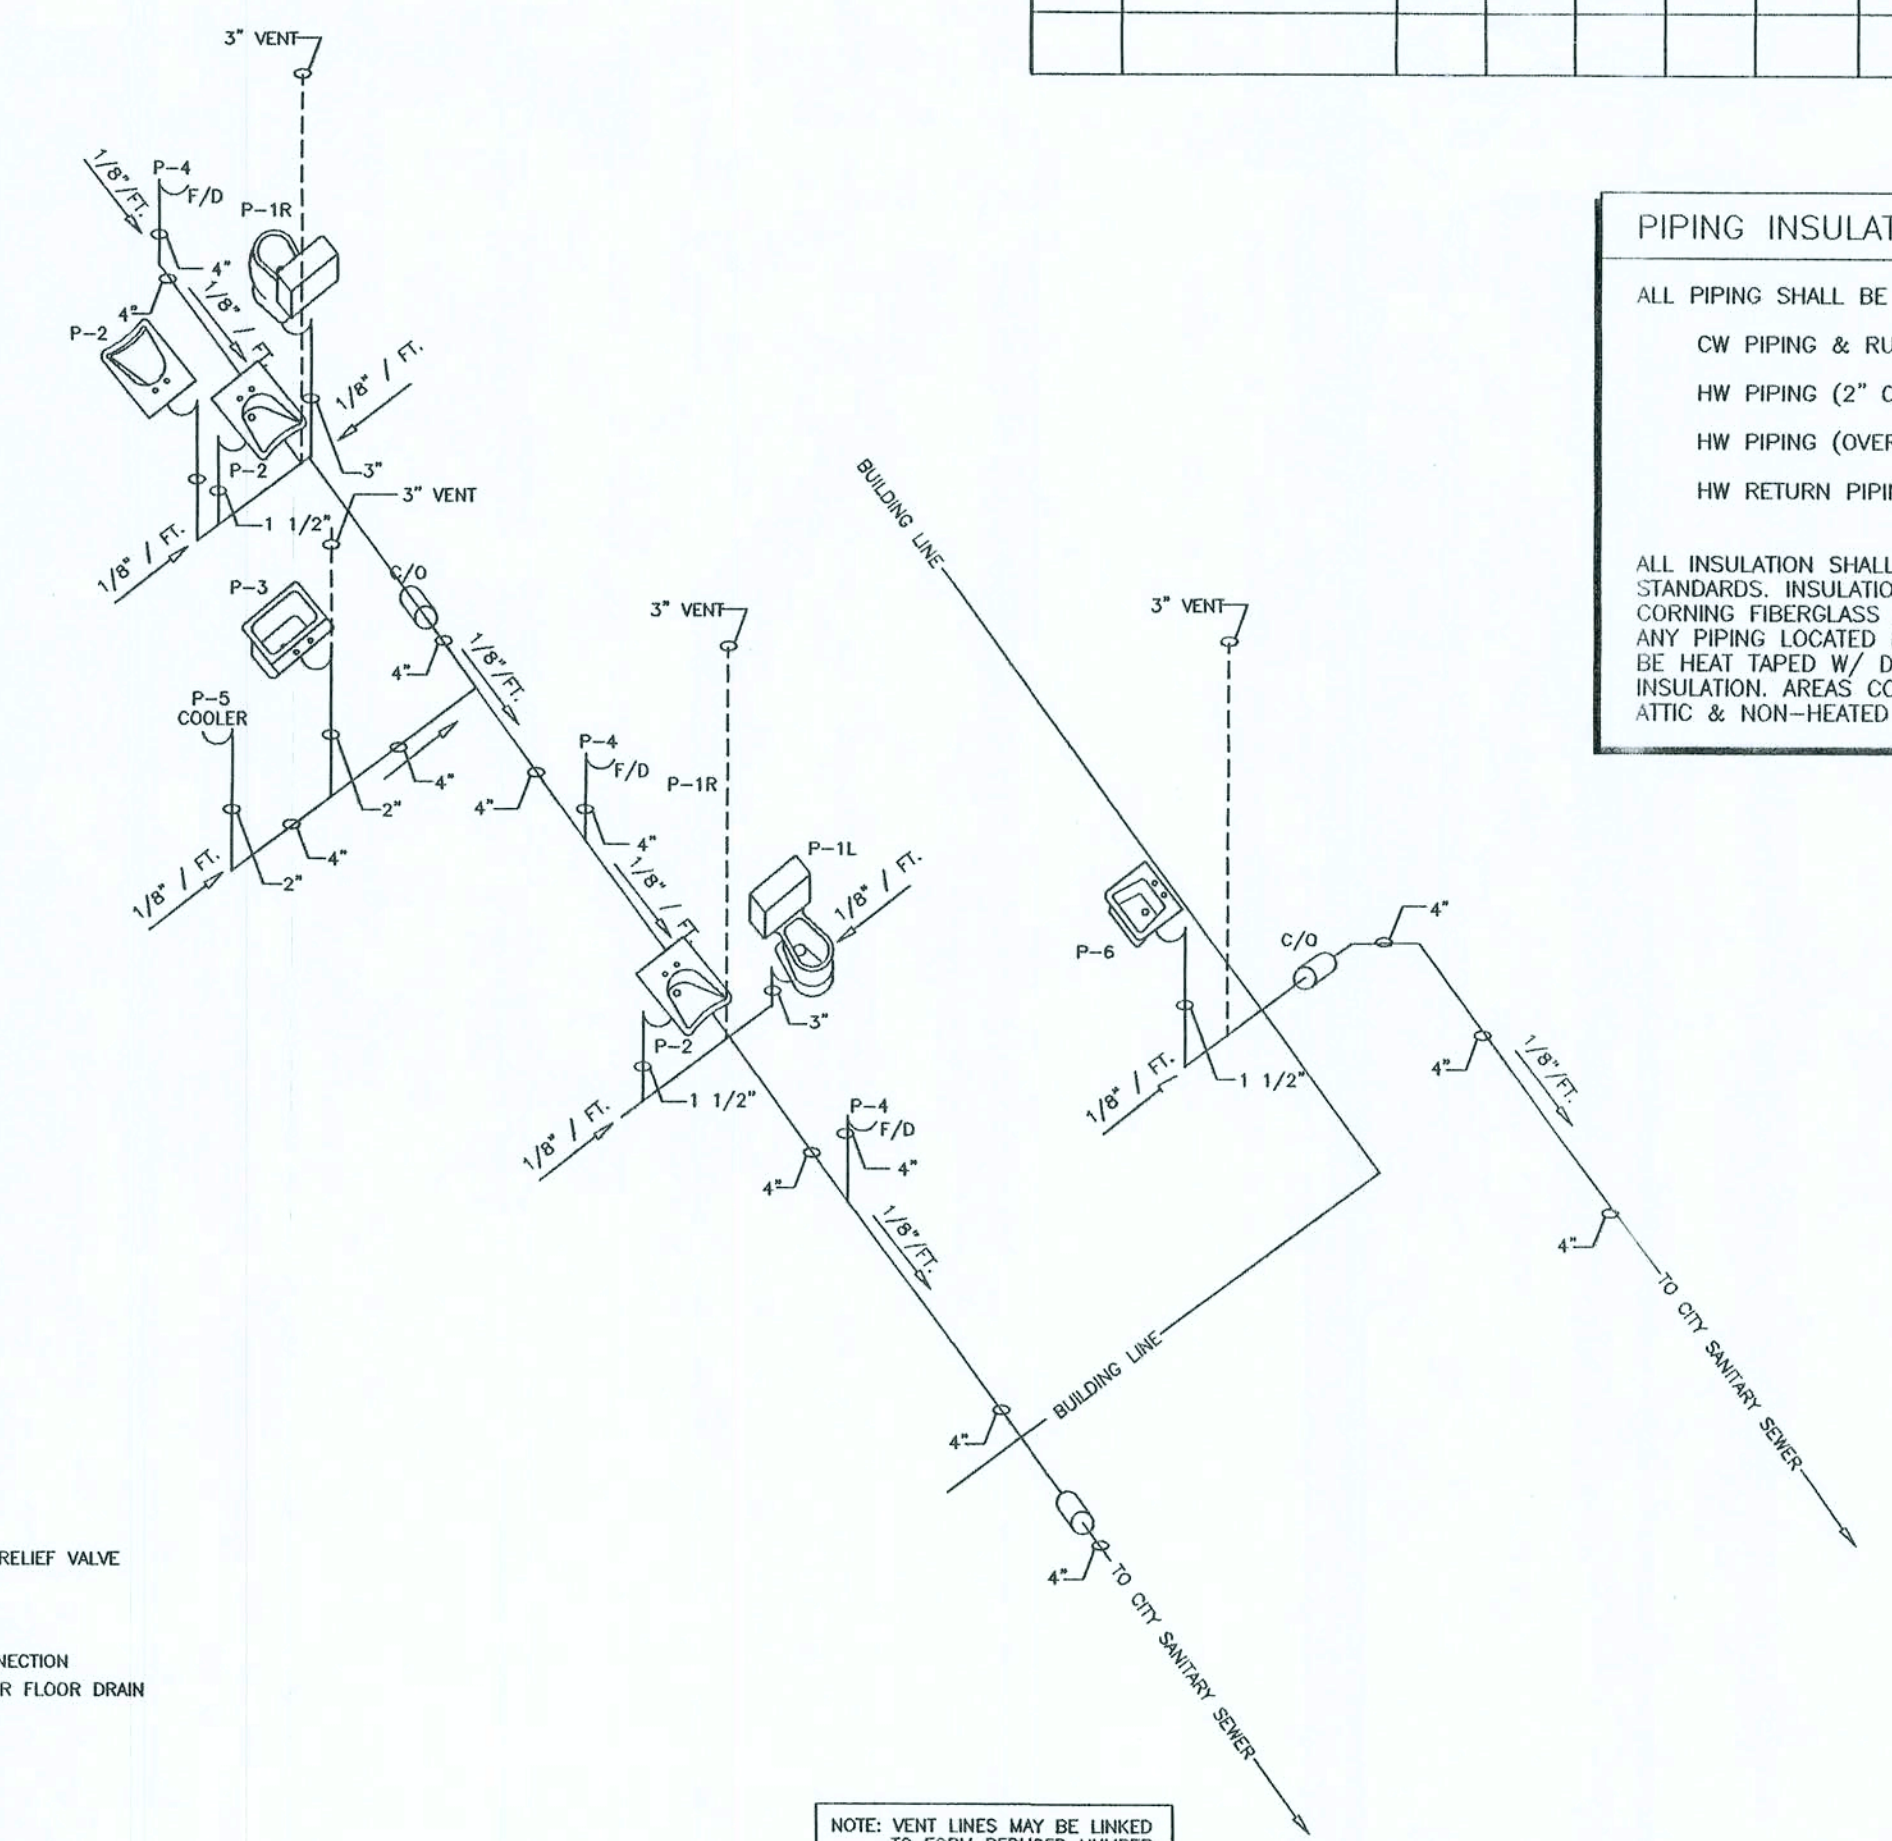 3" VENT
P-4
1/8"/FT.
F/D
P-1R
4"
1/8" / FT.
4"
P-2
1/8" / FT.
P-2
3"
3" VENT
1 1/2"
1/8" / FT.
C/O
P-3
4"
1/8"/FT.
P-5
COOLER
4"
2"
4"
2"
1/8" / FT.
BUILDING LINE
3" VENT
P-4
F/D
P-1R
4"
4"
P-1L
1/8" / FT.
1/8" / FT.
3"
P-2
1 1/2"
1/8" / FT.
P-4
F/D
4"
4"
1/8"/FT.
3" VENT
P-6
C/O
4"
1 1/2"
1/8" / FT.
4"
1/8"/FT.
4"
TO CITY SANITARY SEWER
BUILDING LINE
4"
4"
TO CITY SANITARY SEWER
PIPING INSULAT
ALL PIPING SHALL BE
CW PIPING & RU
HW PIPING (2"
HW PIPING (OVER
HW RETURN PIPIN
ALL INSULATION SHALL
STANDARDS. INSULATIO
CORNING FIBERGLASS
ANY PIPING LOCATED
BE HEAT TAPED W/ D
INSULATION. AREAS CO
ATTIC & NON-HEATED
RELIEF VALVE
NECTION
R FLOOR DRAIN
NOTE: VENT LINES MAY BE LINKED
TO FORM REDUCED NUMBER